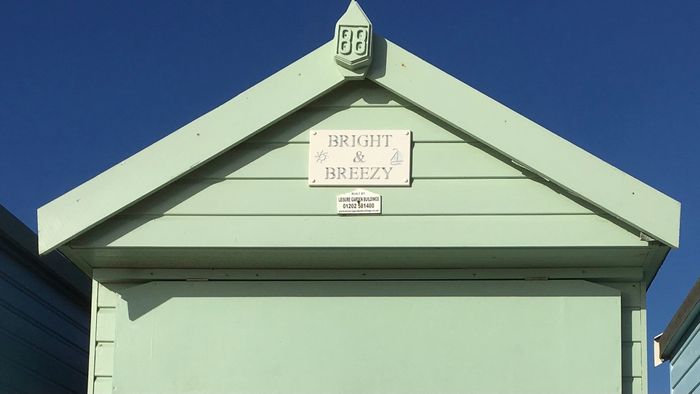 88
BRIGHT
&
BREEZY
LEISURE GARDEN BUILDINGS
01202 581400